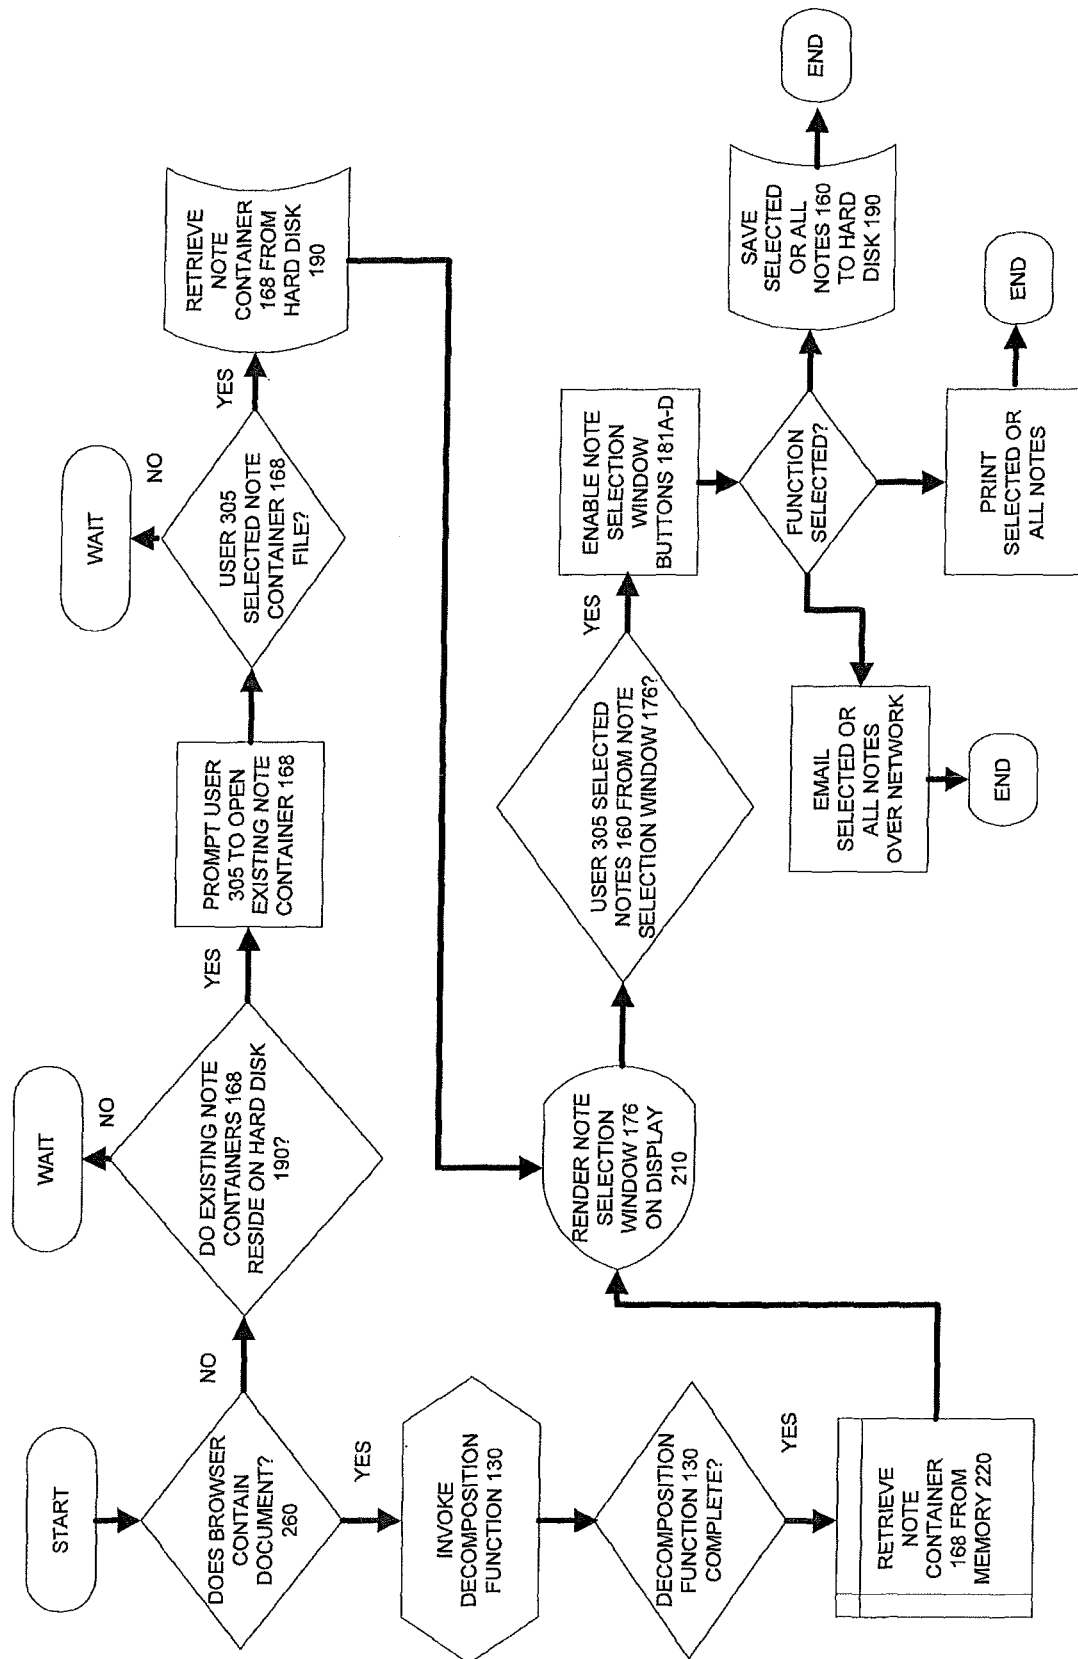 START
DOES BROWSER
CONTAIN
DOCUMENT?
260
NO
YES
DO EXISTING NOTE
CONTAINERS 168
RESIDE ON HARD DISK
190?
NO
WAIT
YES
PROMPT USER
305 TO OPEN
EXISTING NOTE
CONTAINER 168
USER 305
SELECTED NOTE
CONTAINER 168
FILE?
NO
WAIT
YES
RETRIEVE
NOTE
CONTAINER
168 FROM
HARD DISK
190
INVOKE
DECOMPOSITION
FUNCTION 130
DECOMPOSITION
FUNCTION 130
COMPLETE?
YES
RETRIEVE
NOTE
CONTAINER
168 FROM
MEMORY 220
RENDER NOTE
SELECTION
WINDOW 176
ON DISPLAY
210
USER 305 SELECTED
NOTES 160 FROM NOTE
SELECTION WINDOW 176?
YES
ENABLE NOTE
SELECTION
WINDOW
BUTTONS 181A-D
FUNCTION
SELECTED?
SAVE
SELECTED
OR ALL
NOTES 160
TO HARD
DISK 190
END
EMAIL
SELECTED OR
ALL NOTES
OVER NETWORK
END
PRINT
SELECTED OR
ALL NOTES
END